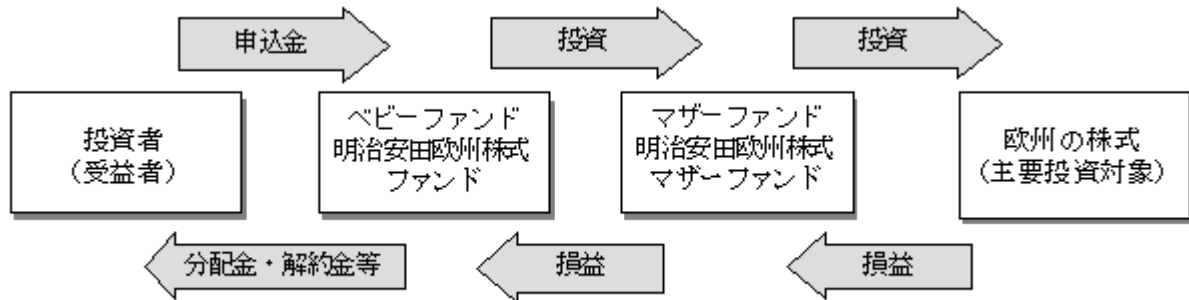 申込金
投資
投資
投資者
(受益者)
ベビーファンド
明治安田欧州株式
ファンド
マザーファンド
明治安田欧州株式
マザーファンド
欧州の株式
(主要投資対象)
分配金・解約金等
損益
損益